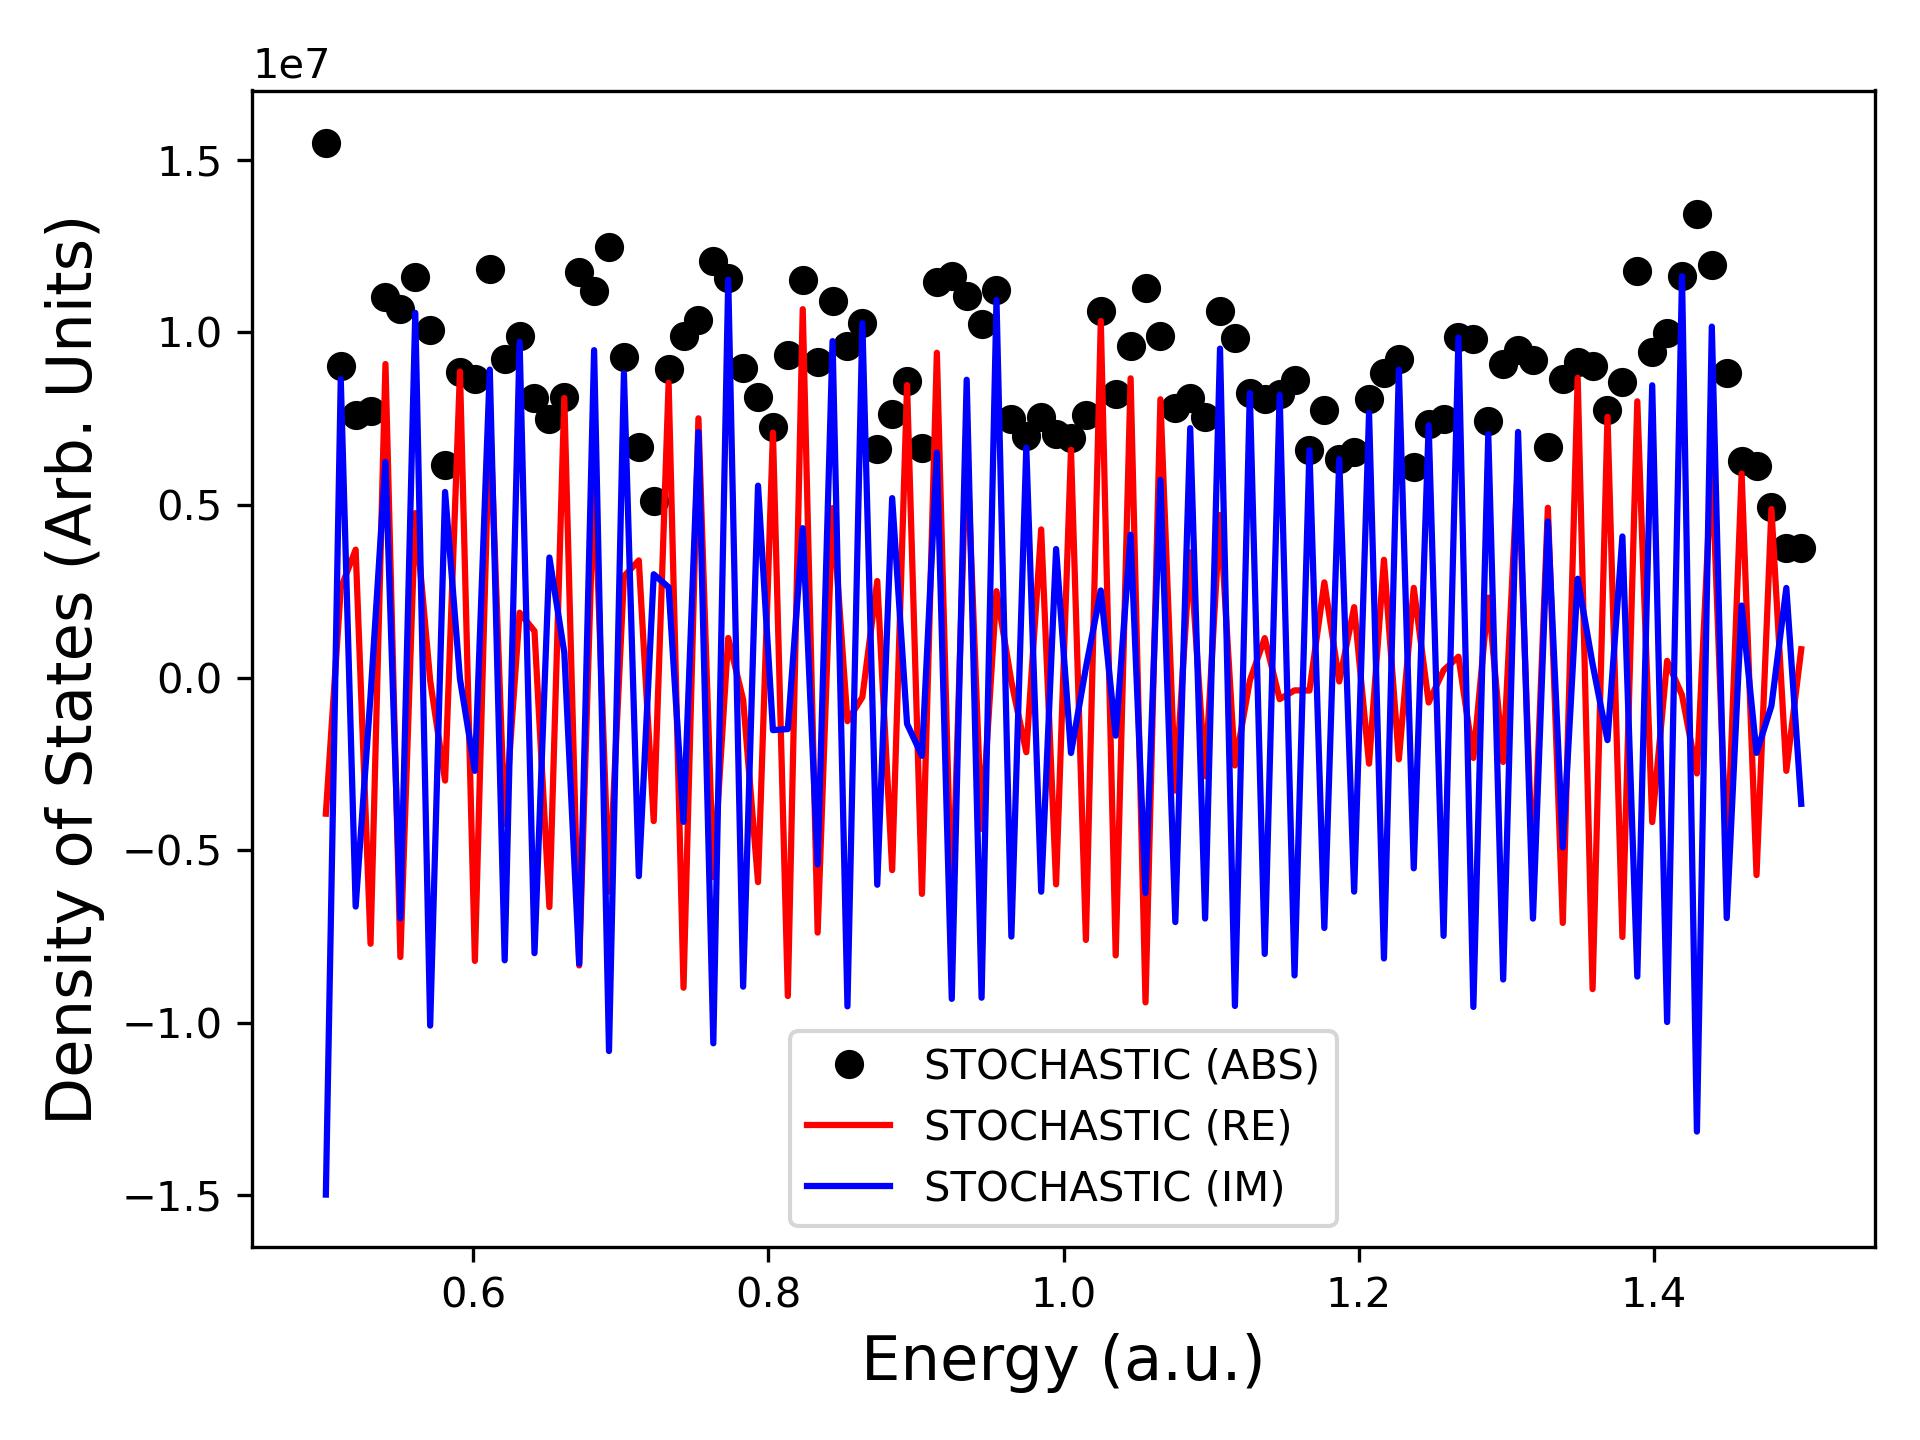 1e7
1.5
1.0
0.5
0.0
−0.5
−1.0
−1.5
Density of States (Arb. Units)
STOCHASTIC (ABS)
STOCHASTIC (RE)
STOCHASTIC (IM)
0.6 0.8 1.0 1.2 1.4
Energy (a.u.)